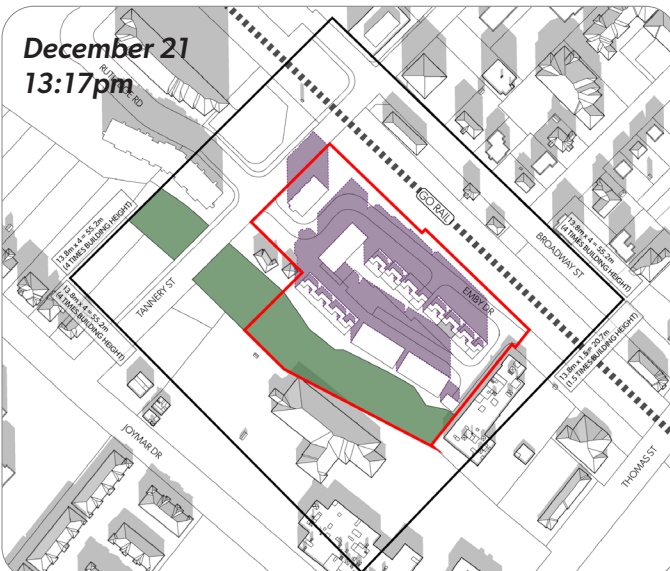 December 21
13:17pm
GO RAIL
BROADWAY ST
EMBY DR
TANNERY ST
13.8m x 4 = 55.2m
(4 TIMES BUILDING HEIGHT)
13.8m x 4 = 55.2m
(4 TIMES BUILDING HEIGHT)
13.8m x 4 = 55.2m
(4 TIMES BUILDING HEIGHT)
13.8m x 1.5= 20.7m
(1.5 TIMES BUILDING HEIGHT)
JOYMAR DR
THOMAS ST